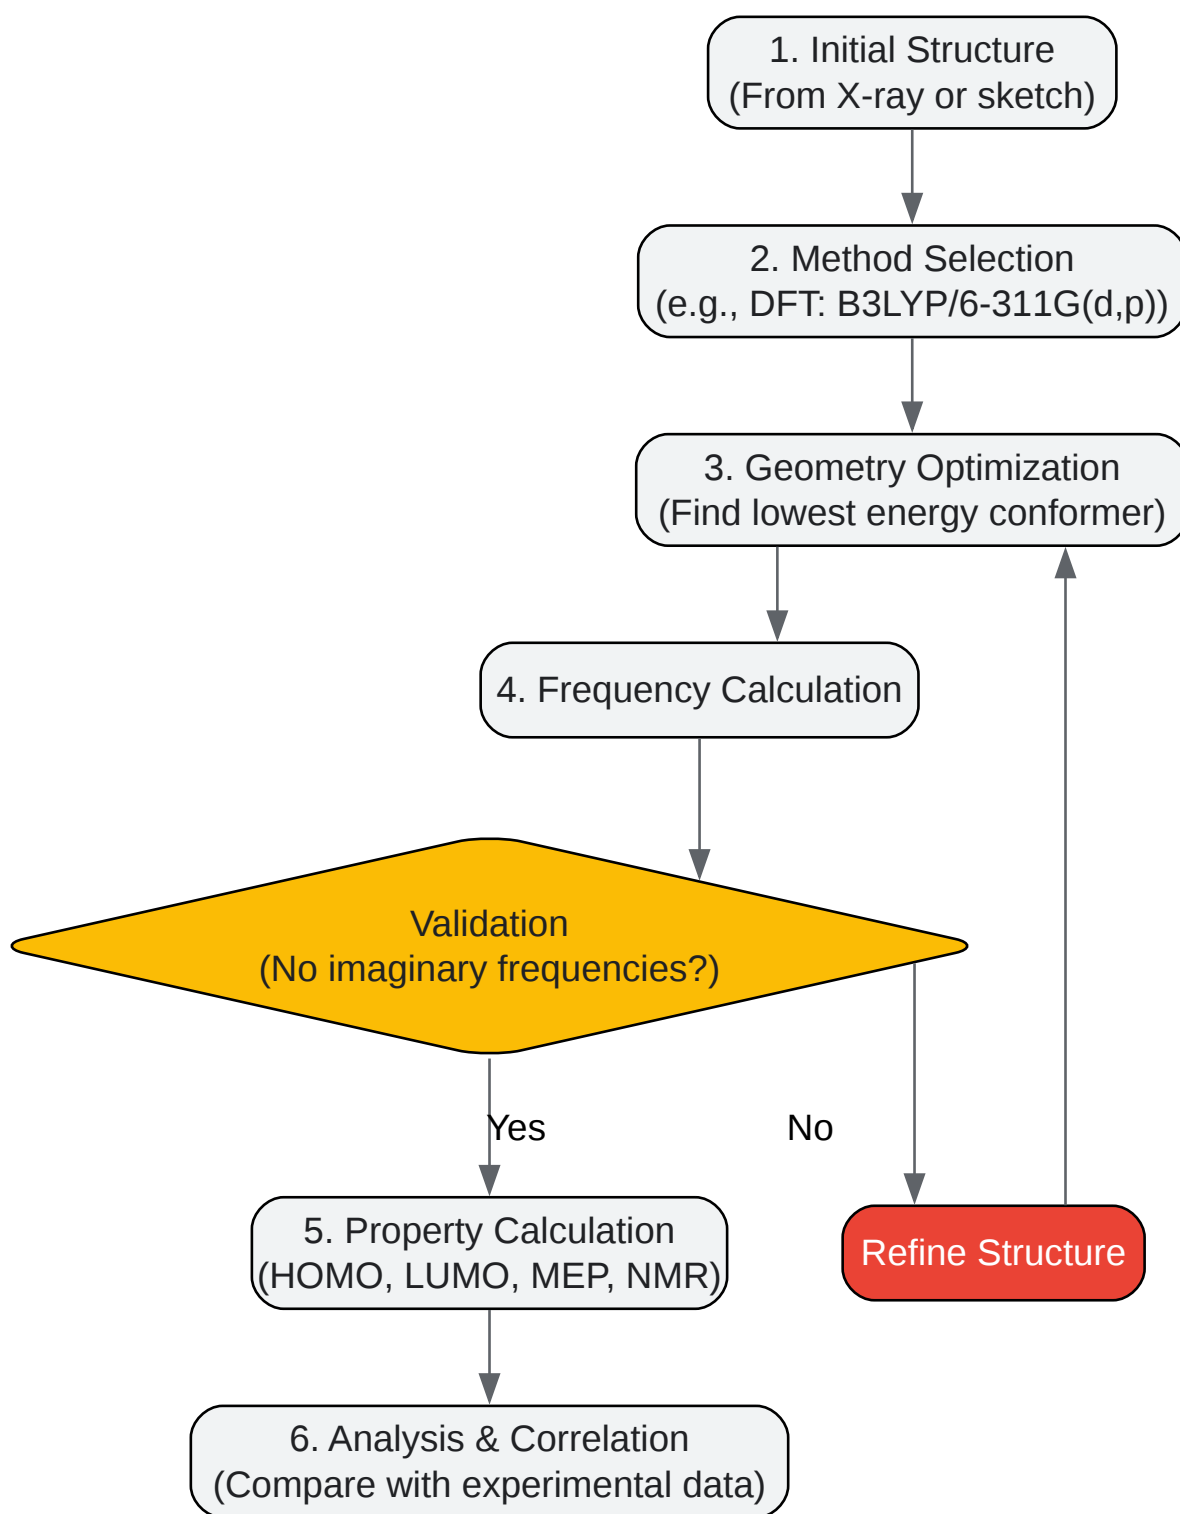 1. Initial Structure
(From X-ray or sketch)
2. Method Selection
(e.g., DFT: B3LYP/6-311G(d,p))
3. Geometry Optimization
(Find lowest energy conformer)
4. Frequency Calculation
Validation
(No imaginary frequencies?)
Yes
No
5. Property Calculation
(HOMO, LUMO, MEP, NMR)
Refine Structure
6. Analysis & Correlation
(Compare with experimental data)